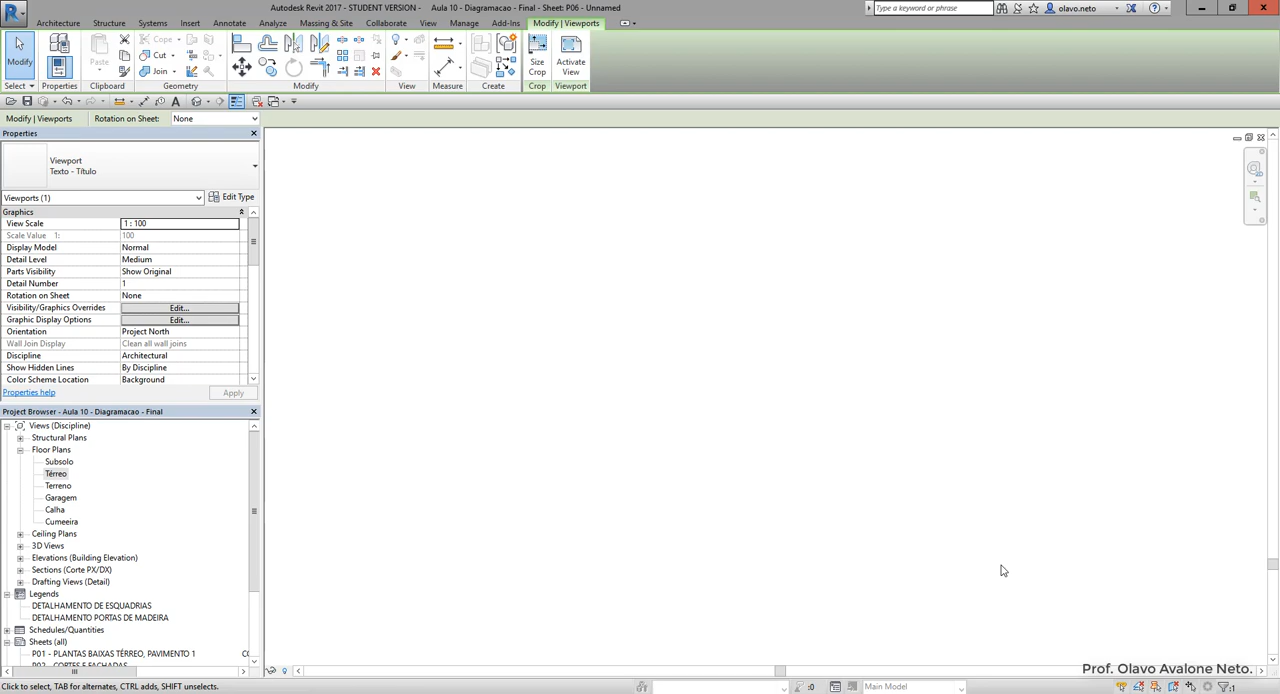 Autodesk Revit 2017 - STUDENT VERSION - Aula 10 - Diagramacao - Final - Sheet: P06 - Unnamed
Type a keyword or phrase
olavo.neto
Architecture Structure Systems Insert Annotate Analyze Massing & Site Collaborate View Manage Add-Ins Modify | Viewports
Modify
Paste
Cope
Cut
Join
Size Crop
Activate View
Select Properties Clipboard Geometry Modify View Measure Create Crop Viewport
Modify | Viewports Rotation on Sheet: None
Properties
Viewport
Texto - Título
Viewports (1) Edit Type
Graphics
View Scale 1 : 100
Scale Value 1: 100
Display Model Normal
Detail Level Medium
Parts Visibility Show Original
Detail Number 1
Rotation on Sheet None
Visibility/Graphics Overrides Edit...
Graphic Display Options Edit...
Orientation Project North
Wall Join Display Clean all wall joins
Discipline Architectural
Show Hidden Lines By Discipline
Color Scheme Location Background
Properties help Apply
Project Browser - Aula 10 - Diagramacao - Final
Views (Discipline)
Structural Plans
Floor Plans
Subsolo
Térreo
Terreno
Garagem
Calha
Cumeeira
Ceiling Plans
3D Views
Elevations (Building Elevation)
Sections (Corte PX/DX)
Drafting Views (Detail)
Legends
DETALHAMENTO DE ESQUADRIAS
DETALHAMENTO PORTAS DE MADEIRA
Schedules/Quantities
Sheets (all)
P01 - PLANTAS BAIXAS TÉRREO, PAVIMENTO 1
P02 - CORTES E FACHADAS
Prof. Olavo Avalone Neto.
Click to select, TAB for alternates, CTRL adds, SHIFT unselects.
:0
Main Model
:1